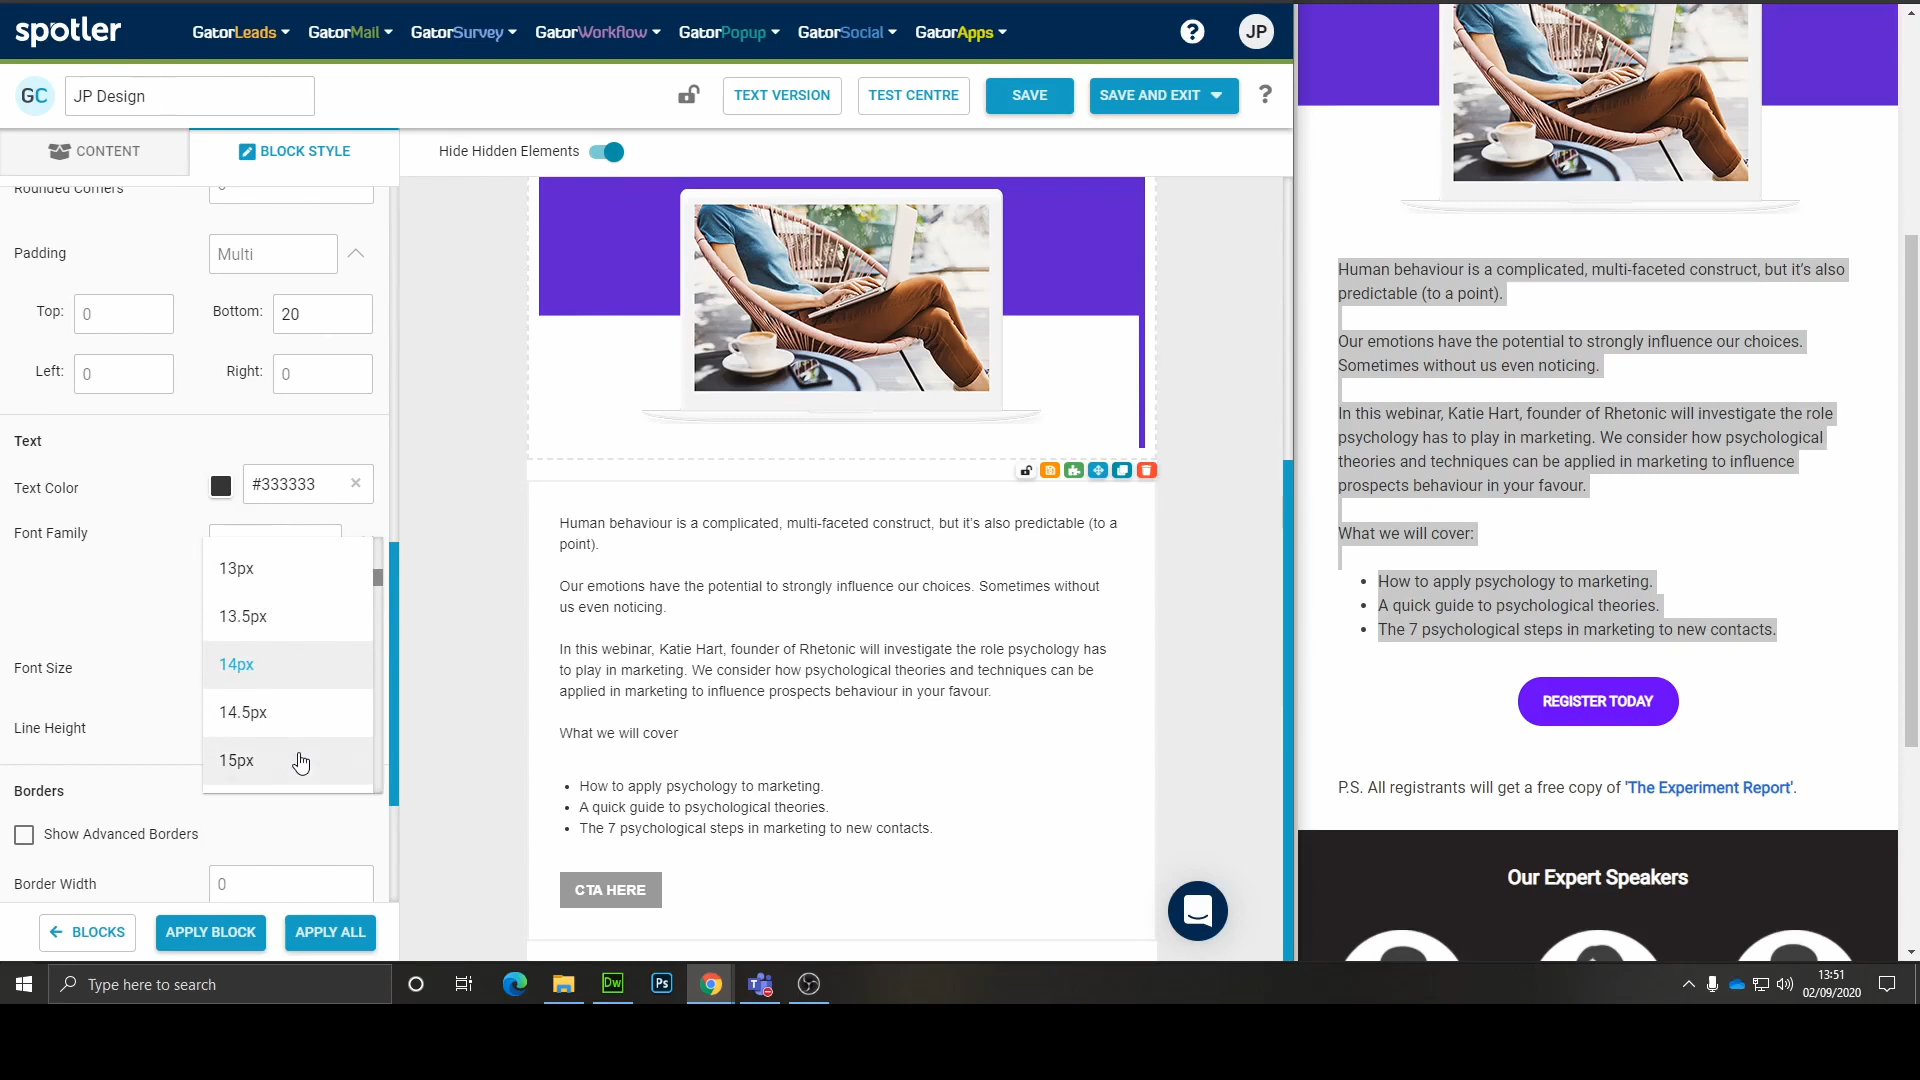 spotler
GatorLeads
GatorMail
GatorSurvey
GatorWorkflow
GatorPopup
GatorSocial
GatorApps
?
JP
GC
JP Design
TEXT VERSION
TEST CENTRE
SAVE
SAVE AND EXIT
?
CONTENT
BLOCK STYLE
Hide Hidden Elements
Rounded Corners
Padding
Multi
Top:
0
Bottom:
20
Left:
0
Right:
0
Text
Text Color
#333333
Font Family
13px
13.5px
14px
14.5px
15px
Font Size
Line Height
Borders
Show Advanced Borders
Border Width
0
BLOCKS
APPLY BLOCK
APPLY ALL
Human behaviour is a complicated, multi-faceted construct, but it's also predictable (to a
point).
Our emotions have the potential to strongly influence our choices. Sometimes without
us even noticing.
In this webinar, Katie Hart, founder of Rhetonic will investigate the role psychology has
to play in marketing. We consider how psychological theories and techniques can be
applied in marketing to influence prospects behaviour in your favour.
What we will cover
• How to apply psychology to marketing.
• A quick guide to psychological theories.
• The 7 psychological steps in marketing to new contacts.
CTA HERE
Human behaviour is a complicated, multi-faceted construct, but it's also
predictable (to a point).
Our emotions have the potential to strongly influence our choices.
Sometimes without us even noticing.
In this webinar, Katie Hart, founder of Rhetonic will investigate the role
psychology has to play in marketing. We consider how psychological
theories and techniques can be applied in marketing to influence
prospects behaviour in your favour.
What we will cover:
• How to apply psychology to marketing.
• A quick guide to psychological theories.
• The 7 psychological steps in marketing to new contacts.
REGISTER TODAY
P.S. All registrants will get a free copy of 'The Experiment Report'.
Our Expert Speakers
Type here to search
Dw
Ps
13:51
02/09/2020